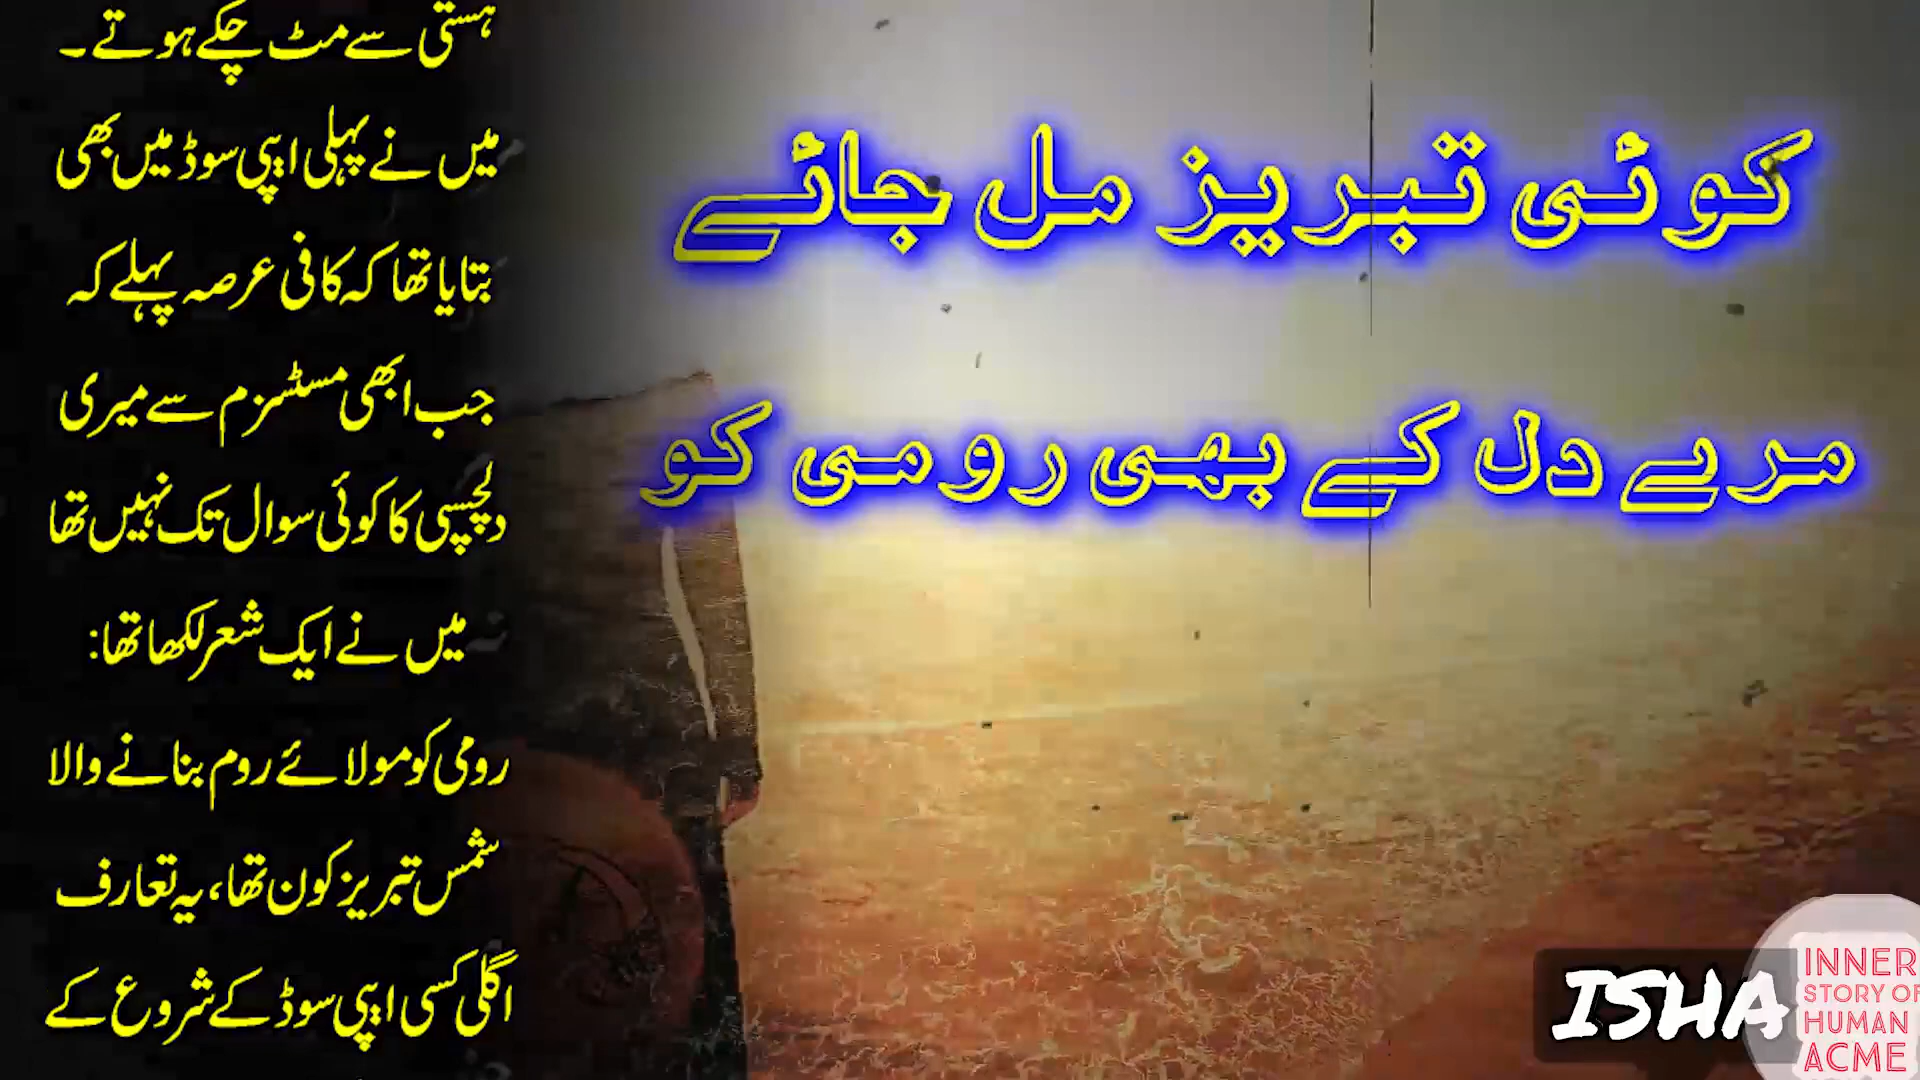 ہستی سے مٹ چکے ہوتے ۔
میں نے پہلی اپیی سوڈ میں بھی
بتایا تھا کہ کافی عرصہ پہلے کہ
جب ابھی مسٹسزم سے میری
دلچسپی کا کوئی سوال تک نہیں تھا
میں نے ایک شعر لکھا تھا:
رومی کو مولائے روم بنانے والا
شمس تبریز کون تھا، یہ تعارف
اگلی کسی اپیی سوڈ کے شروع کے
کوئی تبریز مل جائے
مرے دل کے بھی رومی کو
ISHA
INNER
STORY OF
HUMAN
ACME